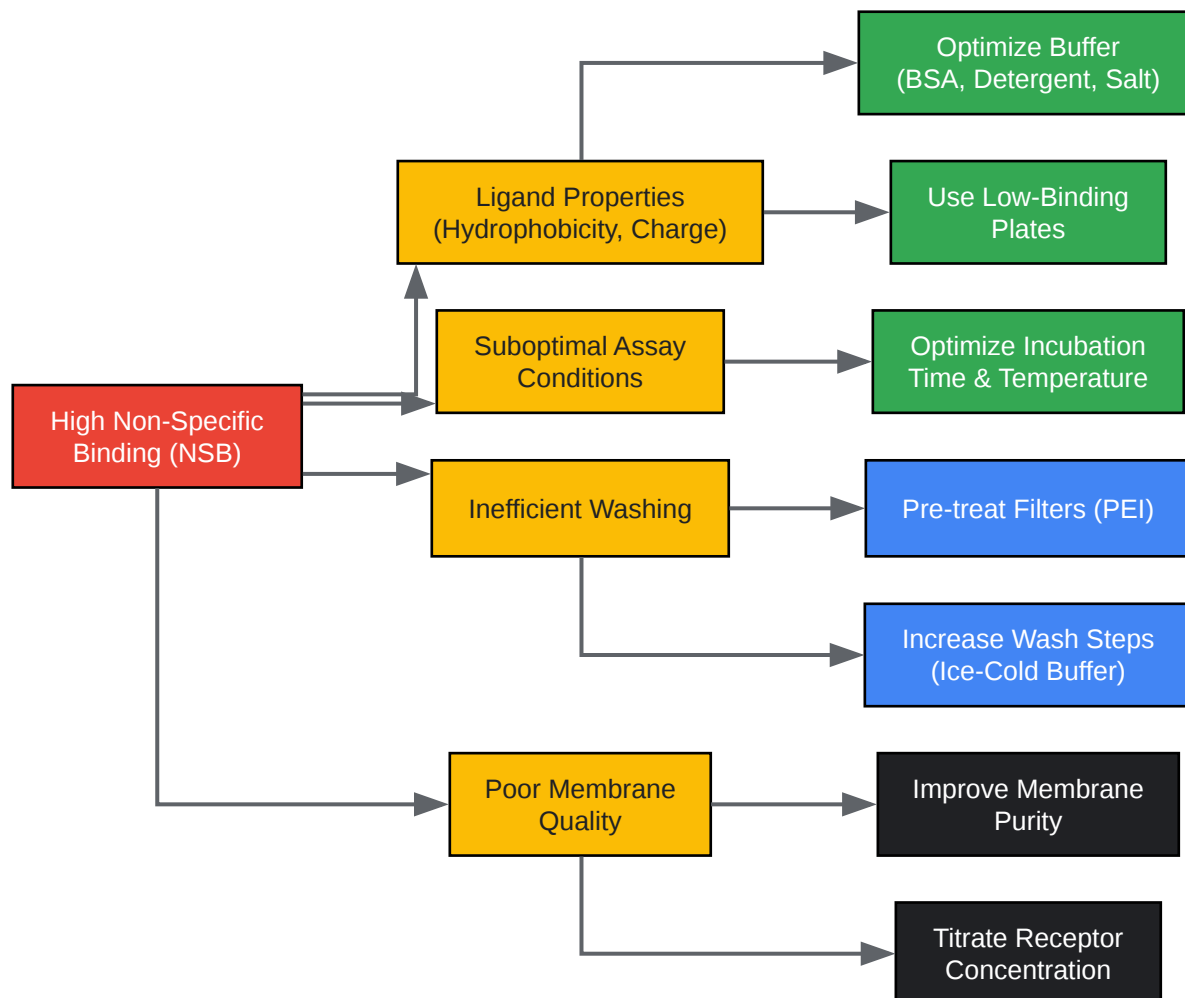 Optimize Buffer
(BSA, Detergent, Salt)
Ligand Properties
(Hydrophobicity, Charge)
Use Low-Binding
Plates
Suboptimal Assay
Conditions
Optimize Incubation
Time & Temperature
High Non-Specific
Binding (NSB)
Inefficient Washing
Pre-treat Filters (PEI)
Increase Wash Steps
(Ice-Cold Buffer)
Poor Membrane
Quality
Improve Membrane
Purity
Titrate Receptor
Concentration